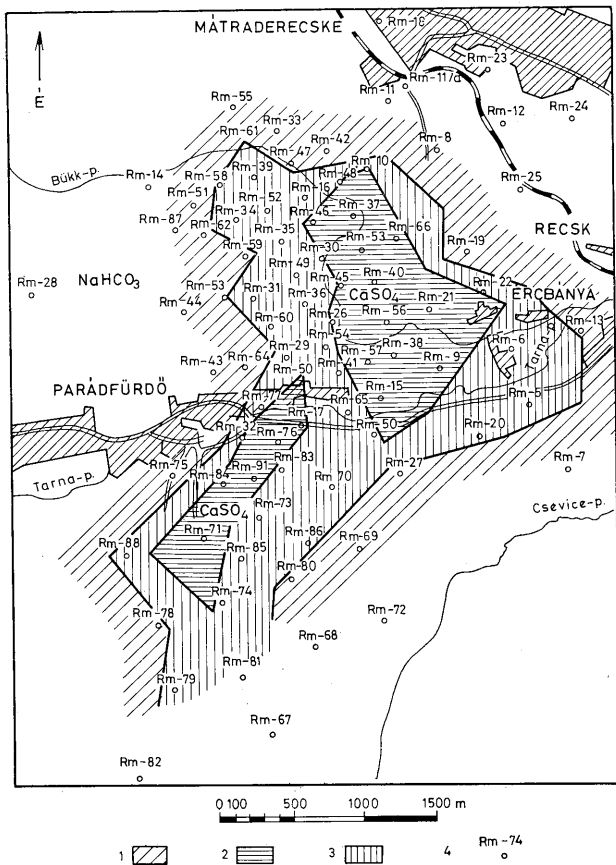 MÁTRADERECSKE
Rm-18
Rm-23
Rm-11/a
Rm-11
Rm-24
Rm-12
É
Rm-55
Rm-33
Rm-61
Rm-42
Rm-8
Rm-47
Rm-10
Bükk-p.
Rm-14
Rm-58
Rm-39
Rm-48
Rm-25
Rm-51
Rm-16
Rm-52
Rm-37
Rm-87
Rm-34
Rm-46
Rm-62
Rm-35
Rm-66
RECSK
Rm-59
Rm-30
Rm-53
Rm-19
Rm-49
NaHCO₃
Rm-28
Rm-53
Rm-31
Rm-45
Rm-40
Rm-22
Rm-44
Rm-36
CaSO₄
Rm-21
ÉRCBÁNYA
Rm-60
Rm-26
Rm-56
Rm-13
Rm-54
Rm-38
Rm-6
Rm-29
Rm-57
Tarna
Rm-43
Rm-64
Rm-50
Rm-41
Rm-9
PARÁDFÜRDŐ
Rm-77
Rm-15
Rm-5
Rm-65
Rm-17
Rm-32
Rm-76
Rm-50
Rm-20
Rm-75
Rm-83
Rm-27
Rm-7
Tarna-p.
Rm-84
Rm-91
Rm-70
CaSO₄
Rm-73
Csevice-p.
Rm-71
Rm-86
Rm-69
Rm-88
Rm-85
Rm-80
Rm-74
Rm-78
Rm-72
Rm-68
Rm-81
Rm-79
Rm-67
Rm-82
0 100 500 1000 1500 m
1 2 3 4 Rm-74